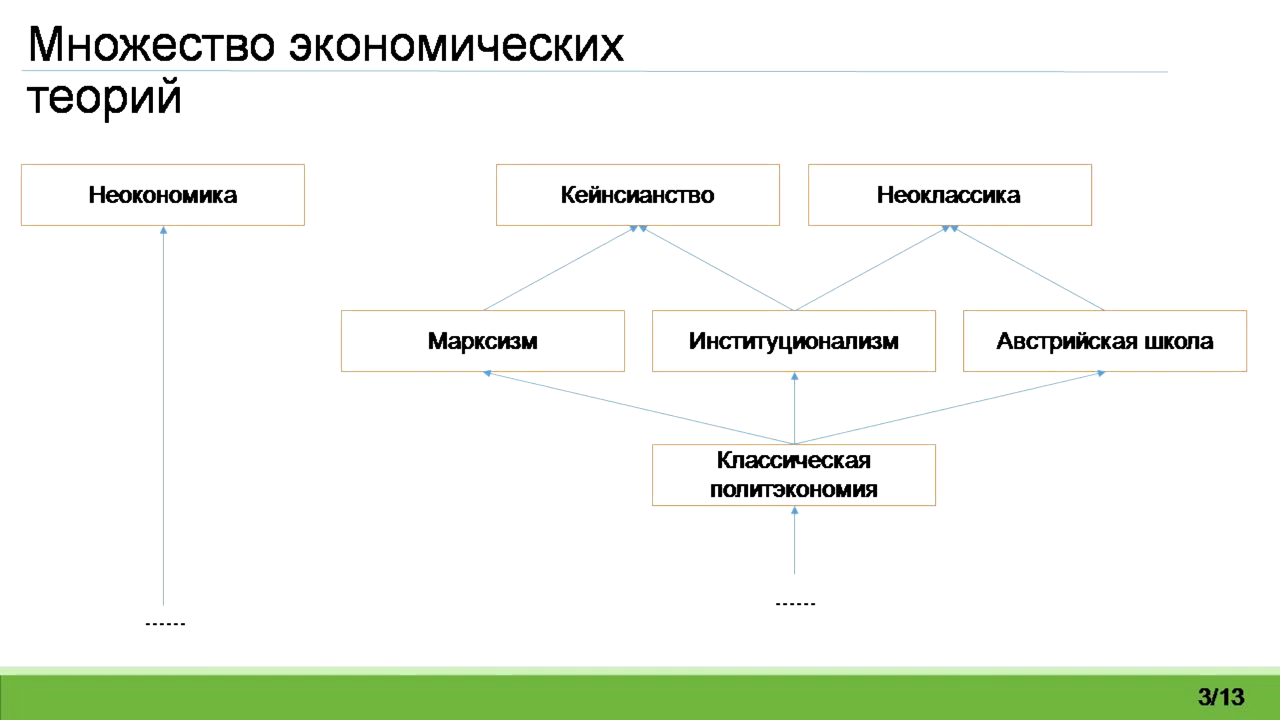 Множество экономических
теорий
Неокономика
Кейнсианство
Неоклассика
Марксизм
Институционализм
Австрийская школа
Классическая
политэкономия
------
------
3/13